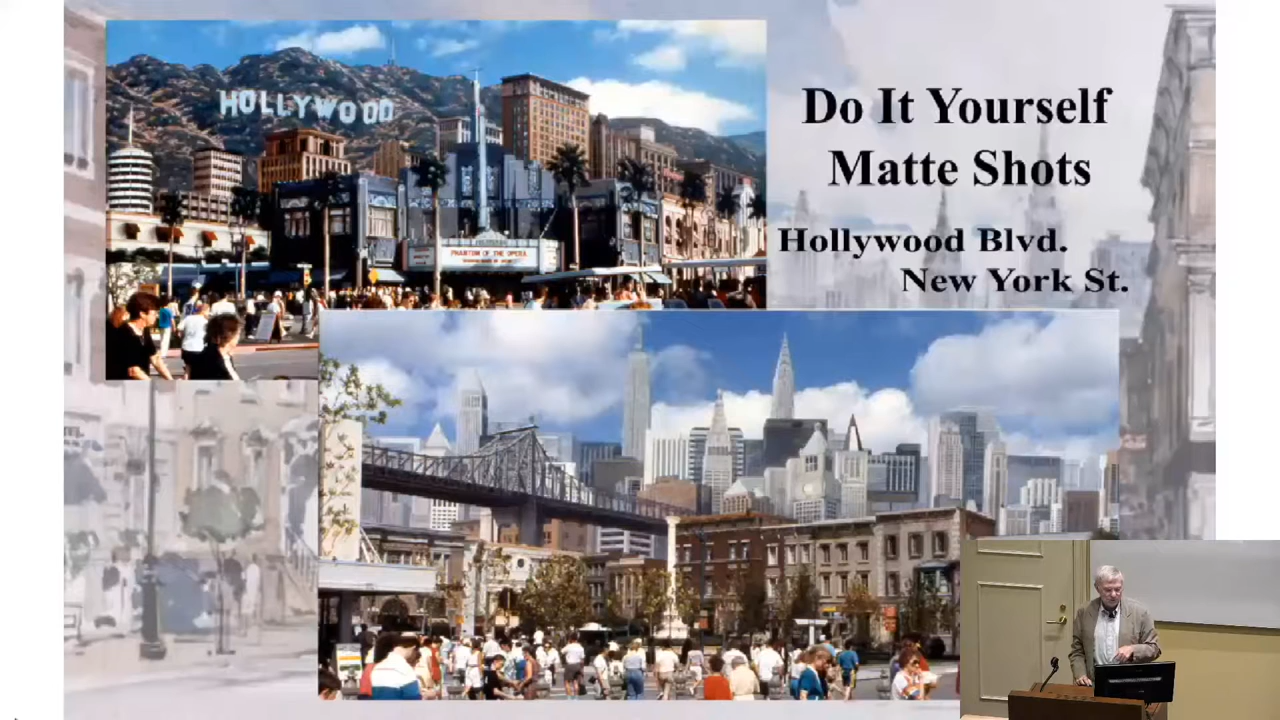 HOLLYWOOD
PHANTOM OF THE OPERA
Do It Yourself
Matte Shots
Hollywood Blvd.
New York St.